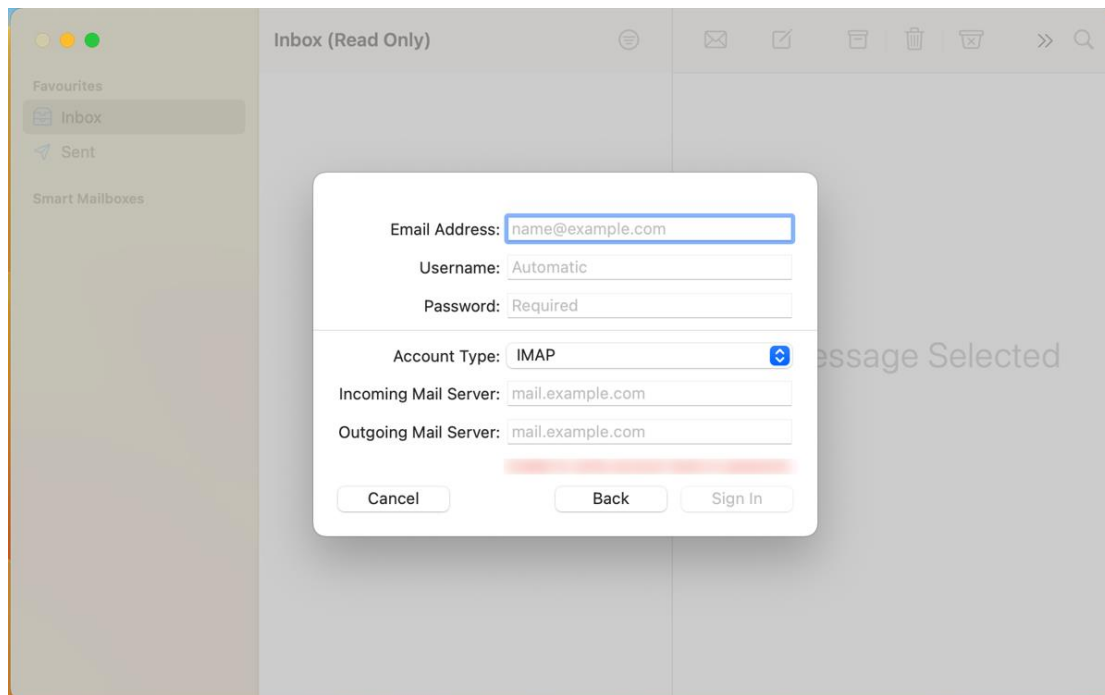 Inbox (Read Only)
Favourites
Inbox
Sent
Smart Mailboxes
essage Selected
Email Address: name@example.com
Username: Automatic
Password: Required
Account Type: IMAP
Incoming Mail Server: mail.example.com
Outgoing Mail Server: mail.example.com
Cancel Back Sign In